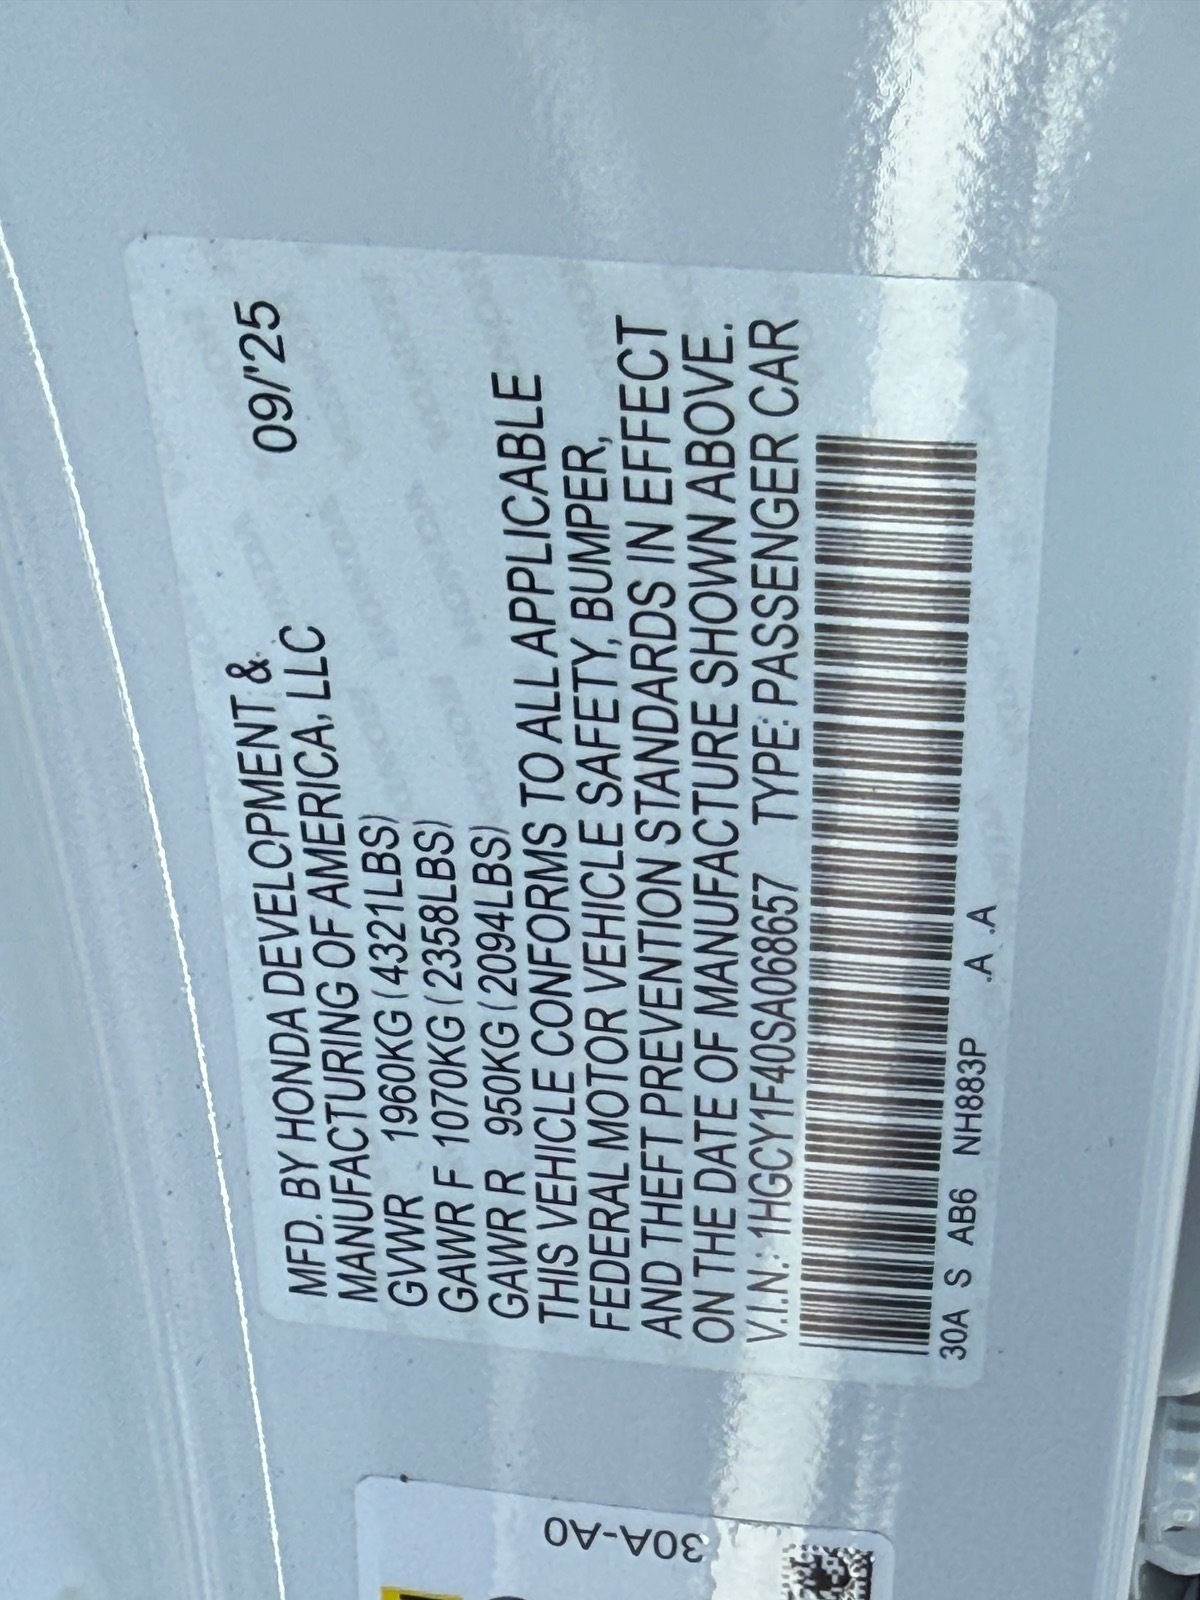 MFD. BY HONDA DEVELOPMENT & 09/'25
MANUFACTURING OF AMERICA, LLC
GVWR 1960KG (4321LBS)
GAWR F 1070KG (2358LBS)
GAWR R 950KG (2094LBS)
THIS VEHICLE CONFORMS TO ALL APPLICABLE
FEDERAL MOTOR VEHICLE SAFETY, BUMPER,
AND THEFT PREVENTION STANDARDS IN EFFECT
ON THE DATE OF MANUFACTURE SHOWN ABOVE.
V.I.N.: 1HGCY1F40SA068657 TYPE: PASSENGER CAR
30A S AB6 NH883P .A .A
30A-A0